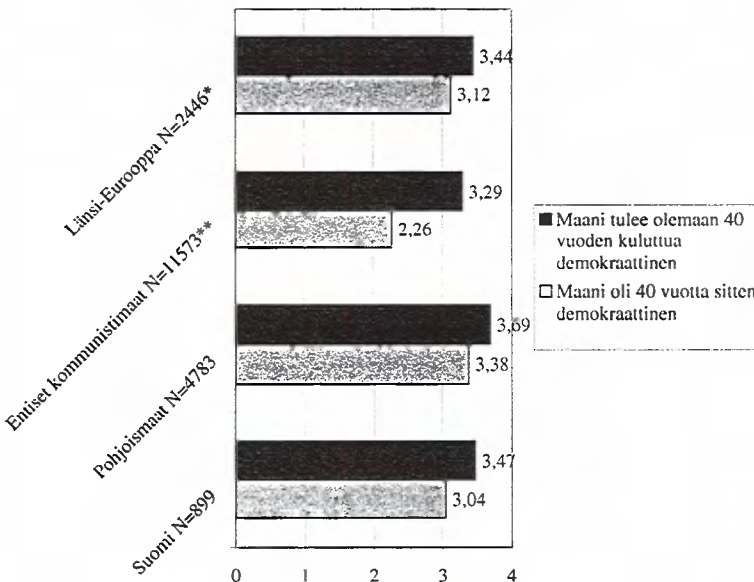 Länsi-Eurooppa N=2446*
3,44
3,12
Entiset kommunistimaat N=11573**
3,29
2,26
Pohjoismaat N=4783
3,69
3,38
Suomi N=899
3,47
3,04
0 1 2 3 4
Maani tulee olemaan 40
vuoden kuluttua
demokraattinen
Maani oli 40 vuotta sitten
demokraattinen